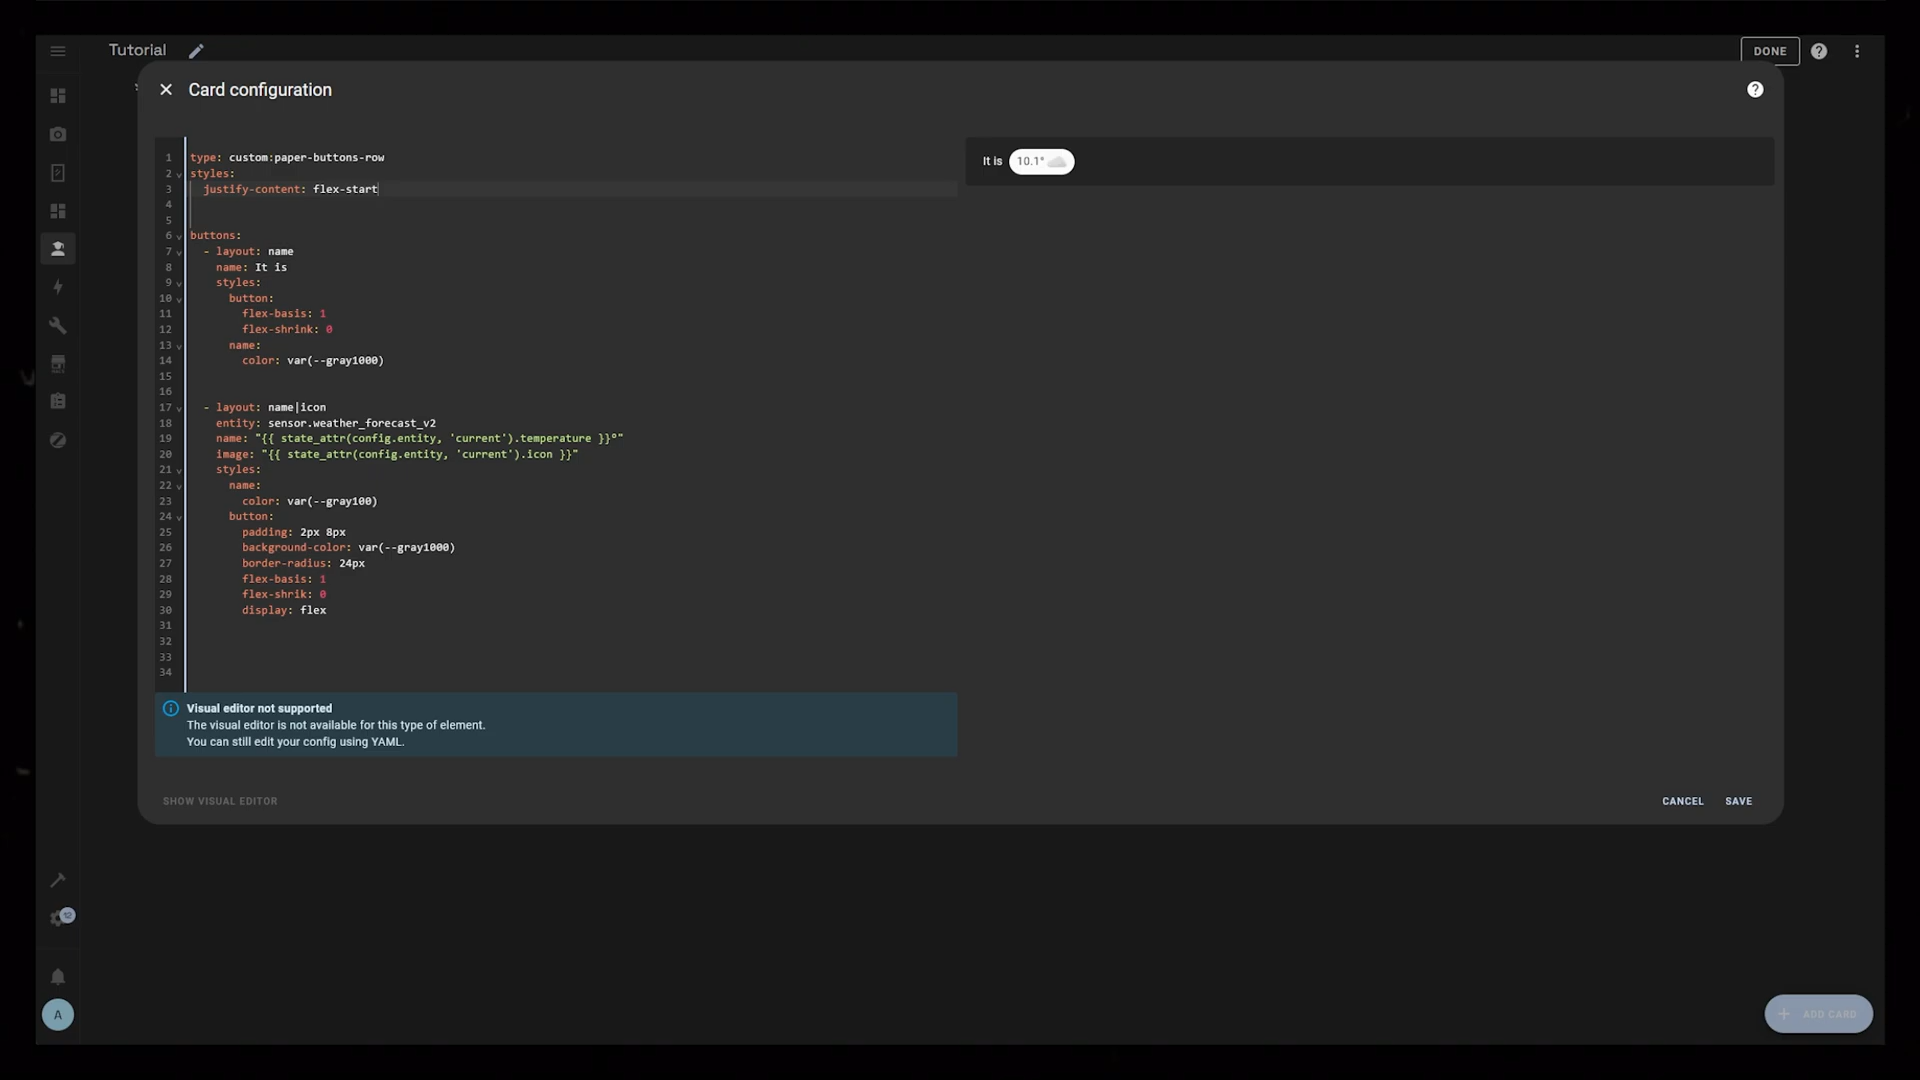 Tutorial
DONE
Card configuration
1 type: custom:paper-buttons-row
2 styles:
3 justify-content: flex-start
4
5
6 buttons:
7 - layout: name
8 name: It is
9 styles:
10 button:
11 flex-basis: 1
12 flex-shrink: 0
13 name:
14 color: var(--gray1000)
15
16
17 - layout: name|icon
18 entity: sensor.weather_forecast_v2
19 name: "{{ state_attr(config.entity, 'current').temperature }}°"
20 image: "{{ state_attr(config.entity, 'current').icon }}"
21 styles:
22 name:
23 color: var(--gray100)
24 button:
25 padding: 2px 8px
26 background-color: var(--gray1000)
27 border-radius: 24px
28 flex-basis: 1
29 flex-shrik: 0
30 display: flex
31
32
33
34
It is 10.1°
Visual editor not supported
The visual editor is not available for this type of element.
You can still edit your config using YAML.
SHOW VISUAL EDITOR
CANCEL
SAVE
A
ADD CARD